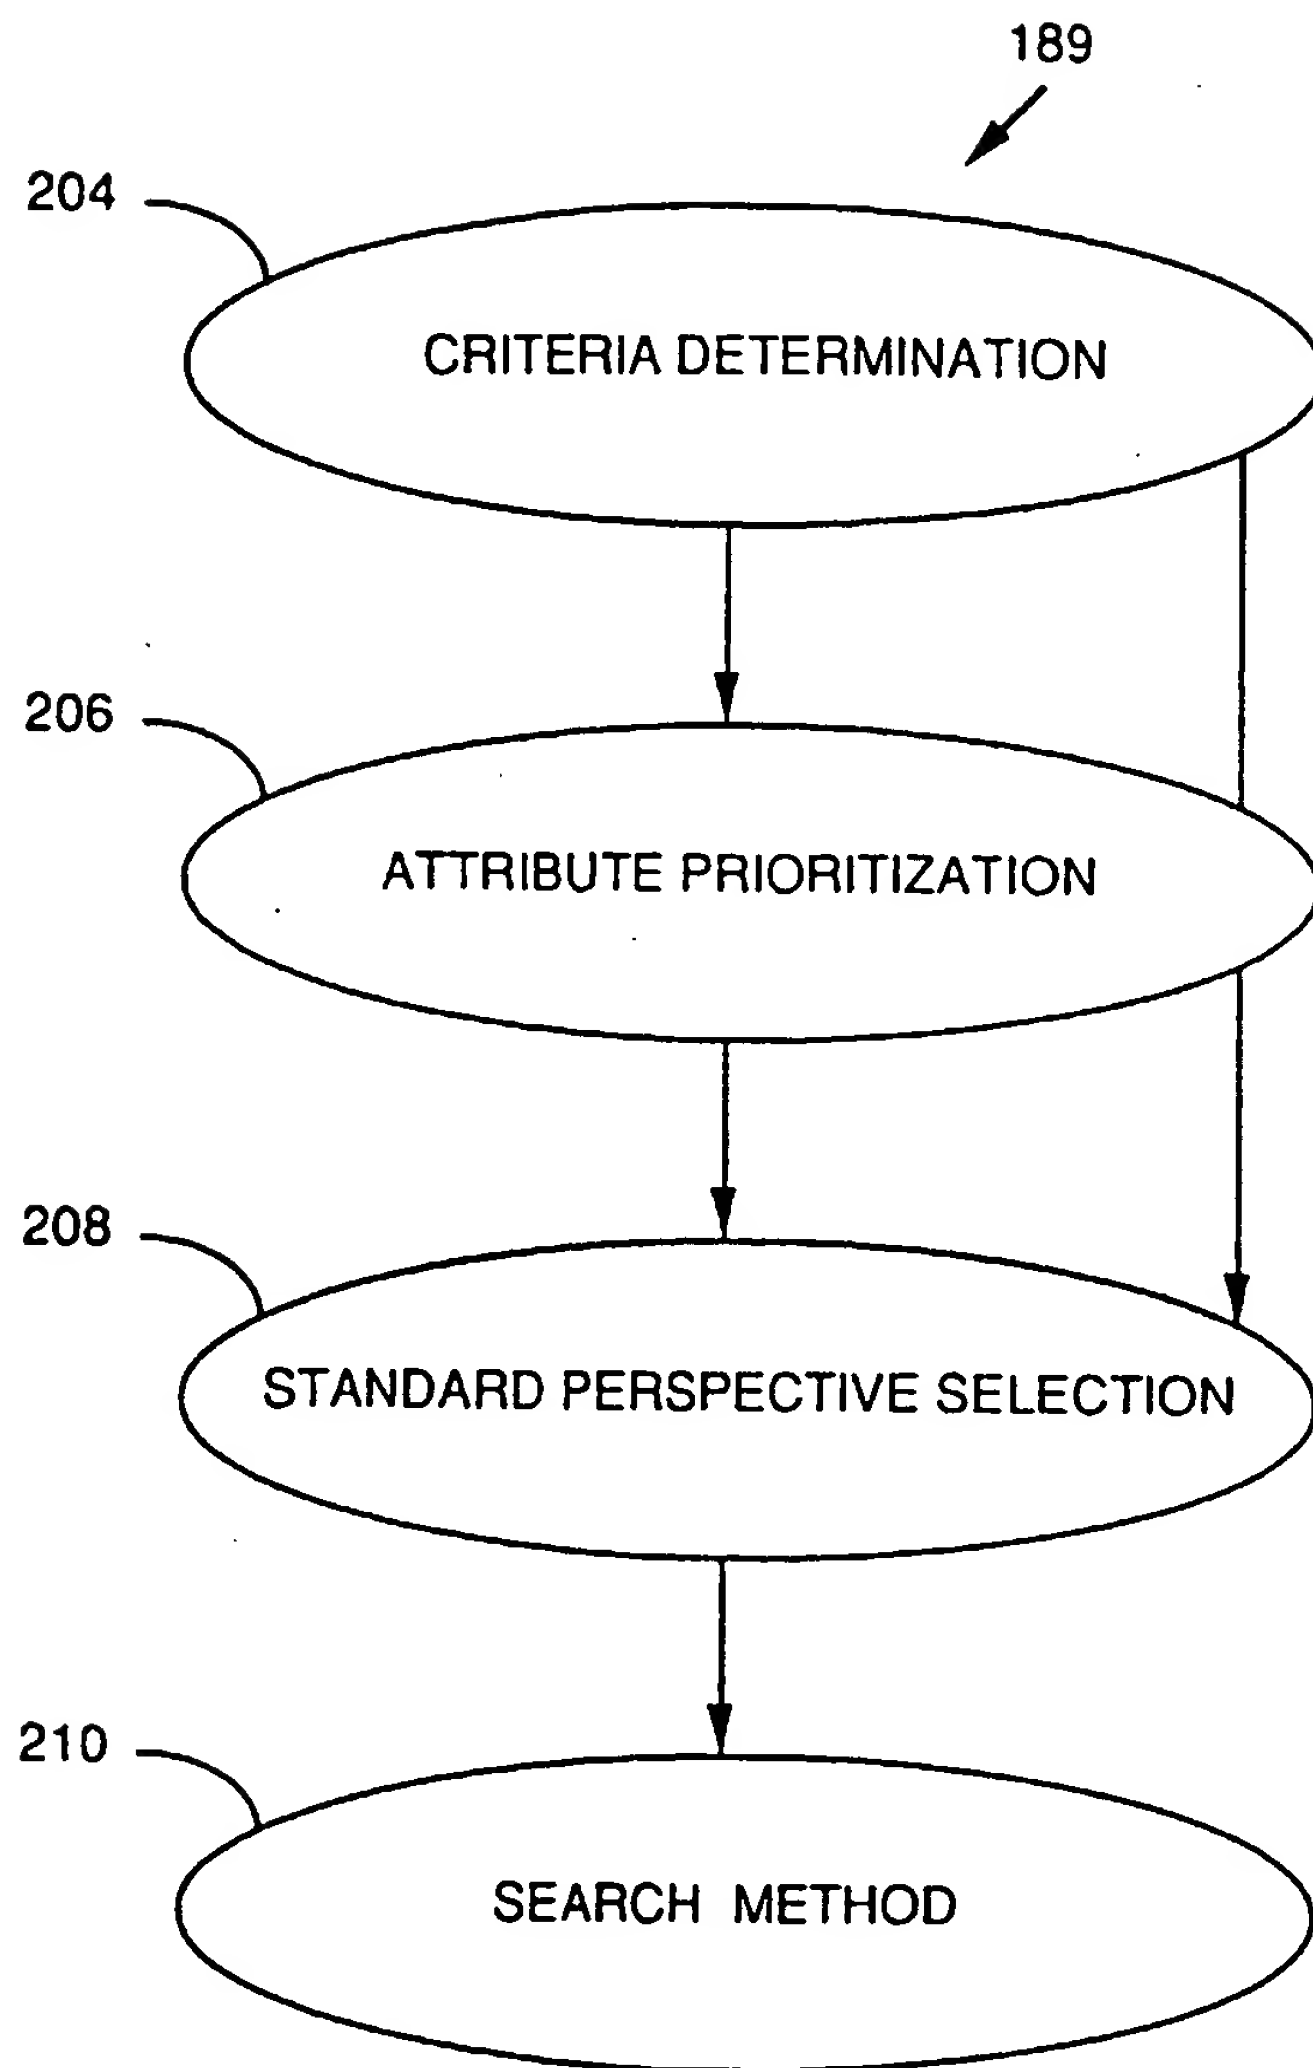 189
204
CRITERIA DETERMINATION
206
ATTRIBUTE PRIORITIZATION
208
STANDARD PERSPECTIVE SELECTION
210
SEARCH METHOD